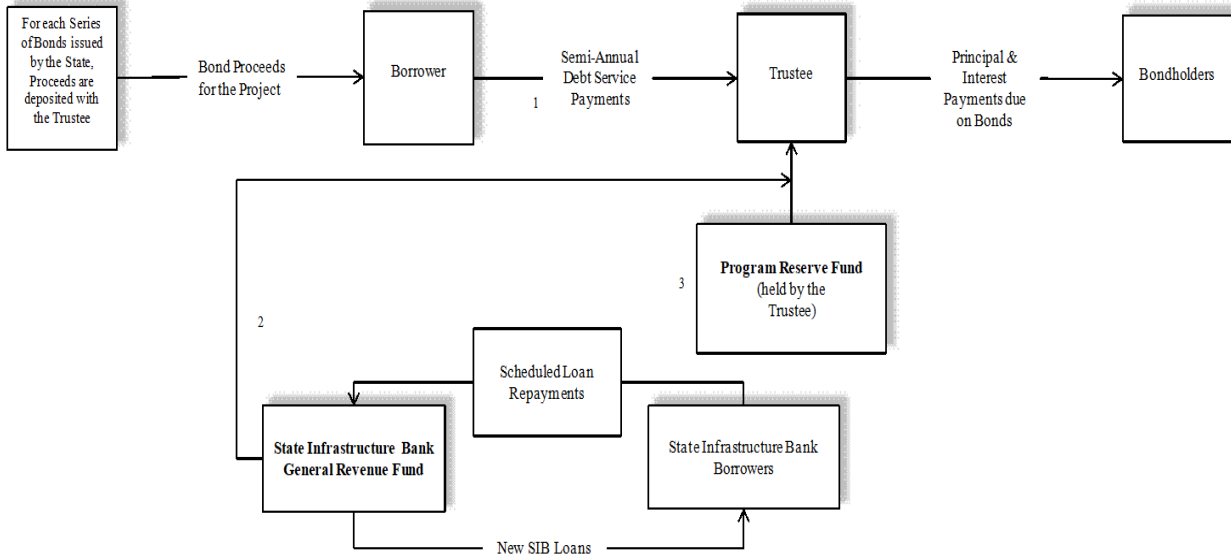 For each Series
of Bonds issued
by the State,
Proceeds are
deposited with
the Trustee
Bond Proceeds
for the Project
Borrower
1
Semi-Annual
Debt Service
Payments
Trustee
Principal &
Interest
Payments due
on Bonds
Bondholders
2
3
Program Reserve Fund
(held by the
Trustee)
Scheduled Loan
Repayments
State Infrastructure Bank
General Revenue Fund
State Infrastructure Bank
Borrowers
New SIB Loans